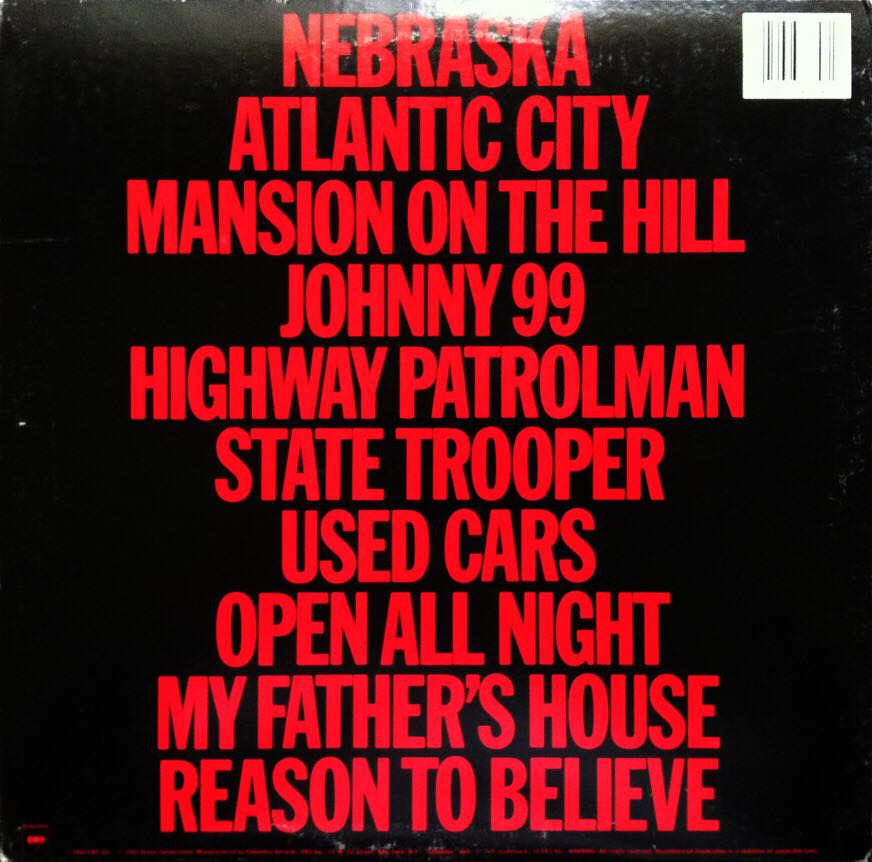 NEBRASKA
ATLANTIC CITY
MANSION ON THE HILL
JOHNNY 99
HIGHWAY PATROLMAN
STATE TROOPER
USED CARS
OPEN ALL NIGHT
MY FATHER'S HOUSE
REASON TO BELIEVE